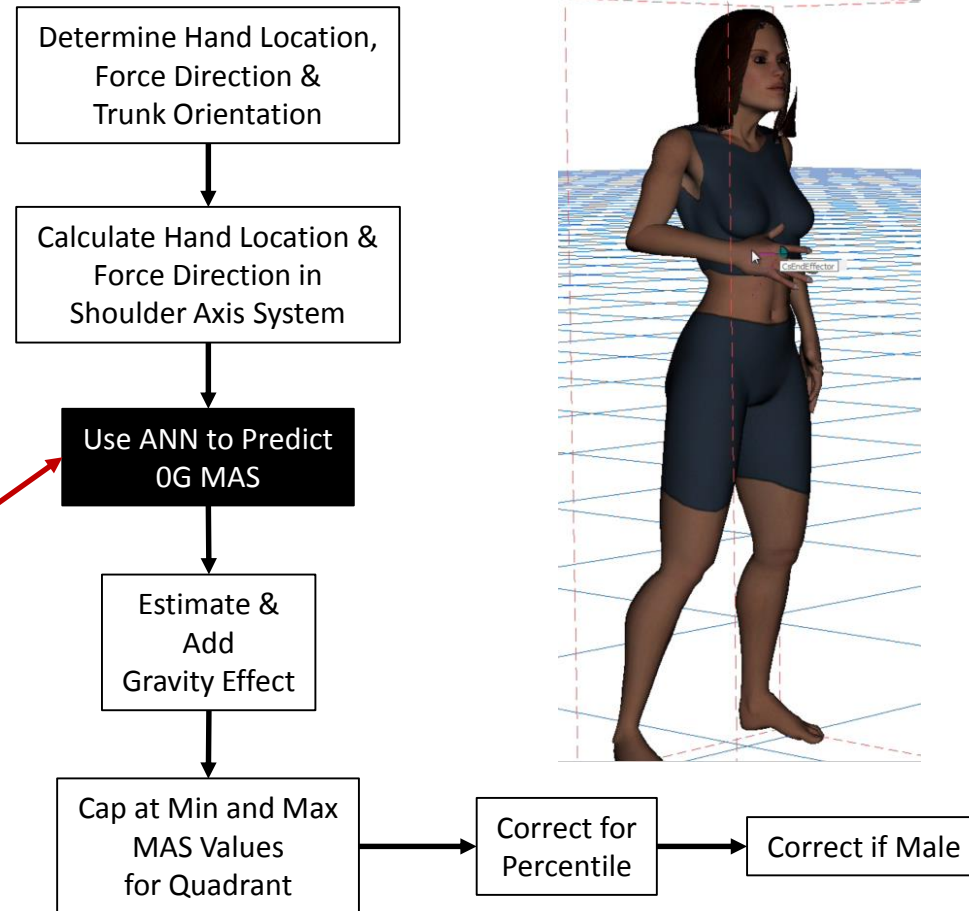 Determine Hand Location,
Force Direction &
Trunk Orientation
Calculate Hand Location &
Force Direction in
Shoulder Axis System
Use ANN to Predict
0G MAS
Estimate &
Add
Gravity Effect
Cap at Min and Max
MAS Values
for Quadrant
Correct for
Percentile
Correct if Male
CsEndEffector